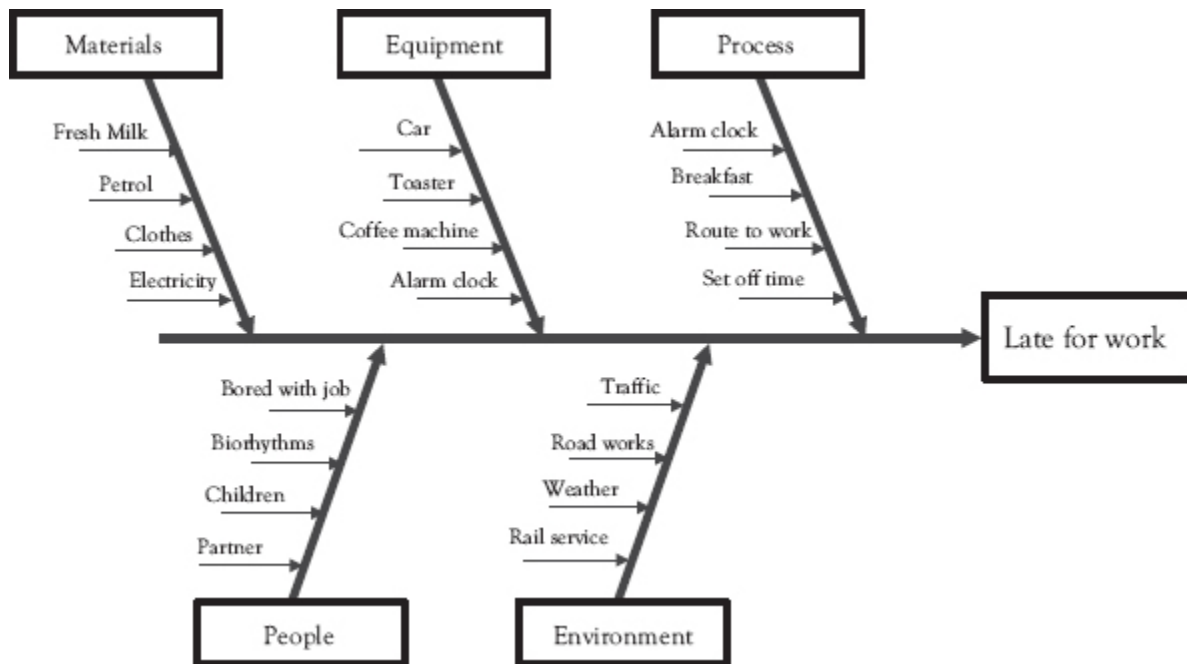 Materials
Equipment
Process
Fresh Milk
Petrol
Clothes
Electricity
Car
Toaster
Coffee machine
Alarm clock
Alarm clock
Breakfast
Route to work
Set off time
Late for work
Bored with job
Biorhythms
Children
Partner
Traffic
Road works
Weather
Rail service
People
Environment